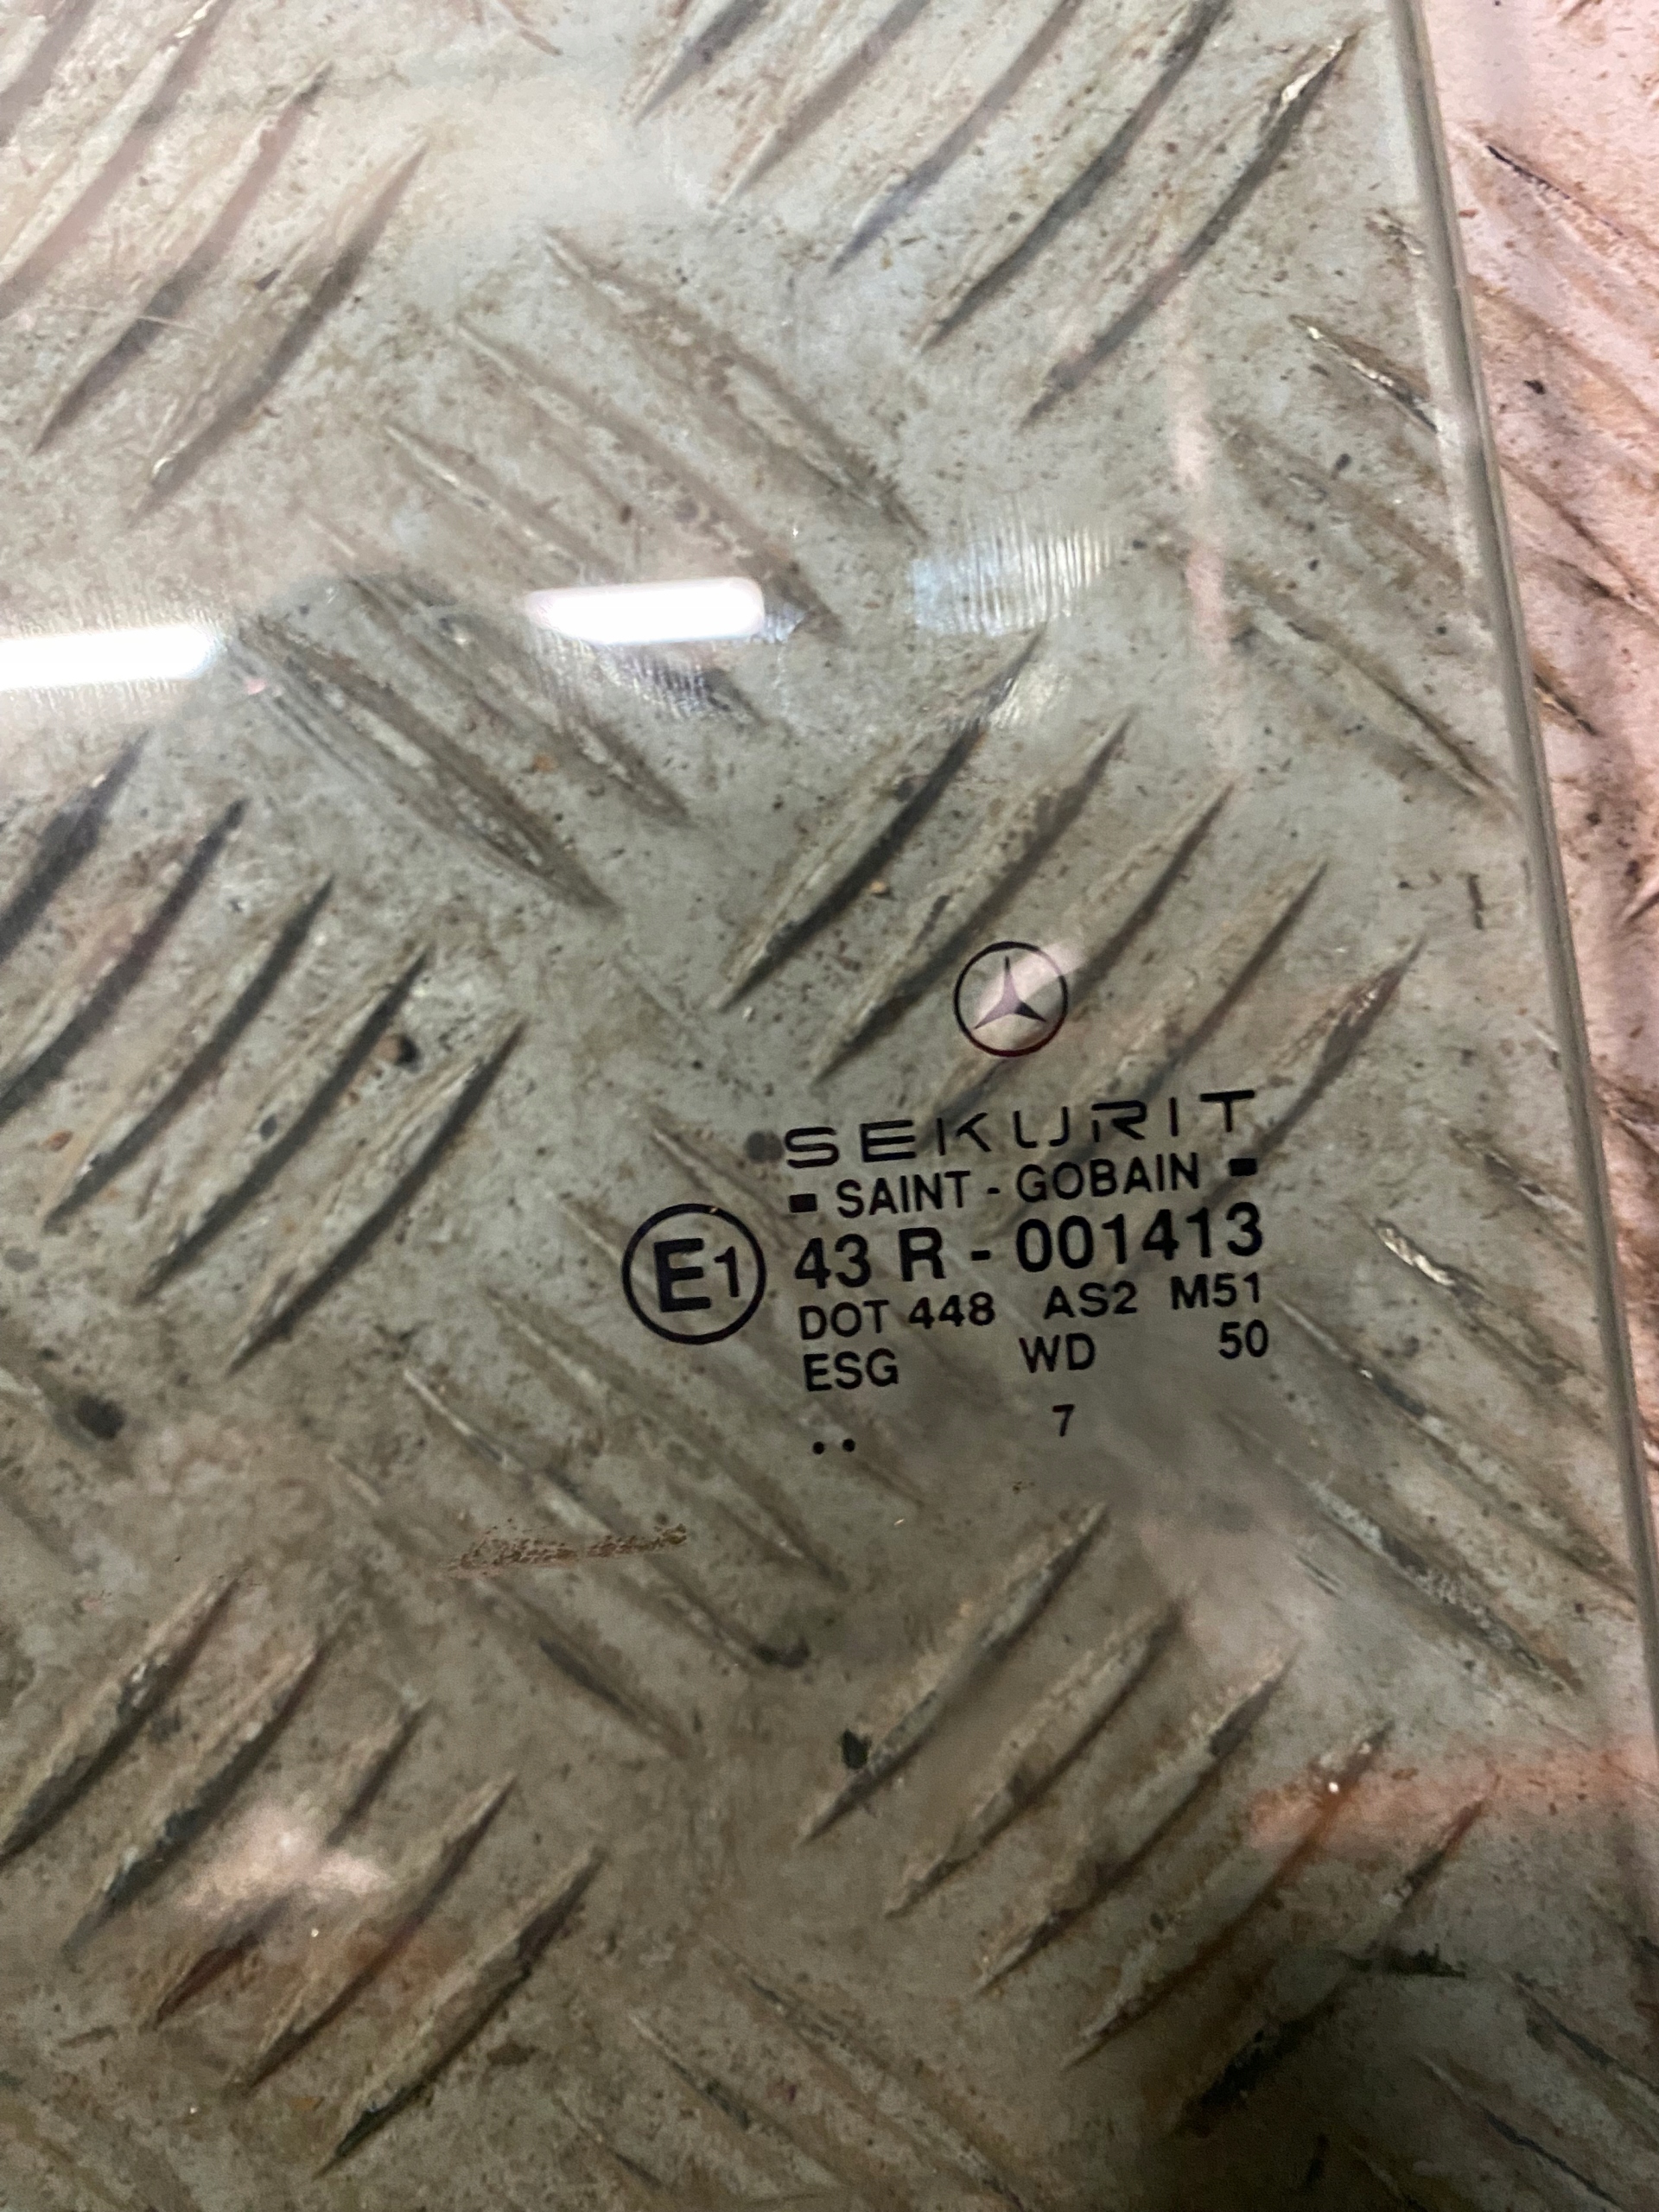 SEKURIT
SAINT - GOBAIN
E1 43 R - 001413
DOT 448 AS2 M51
ESG WD 50
7
..